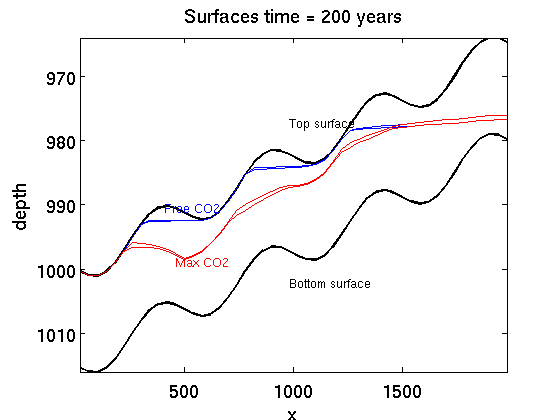 Surfaces time = 200 years
970
980
990
1000
1010
depth
Top surface
Free CO2
Max CO2
Bottom surface
500
1000
1500
x